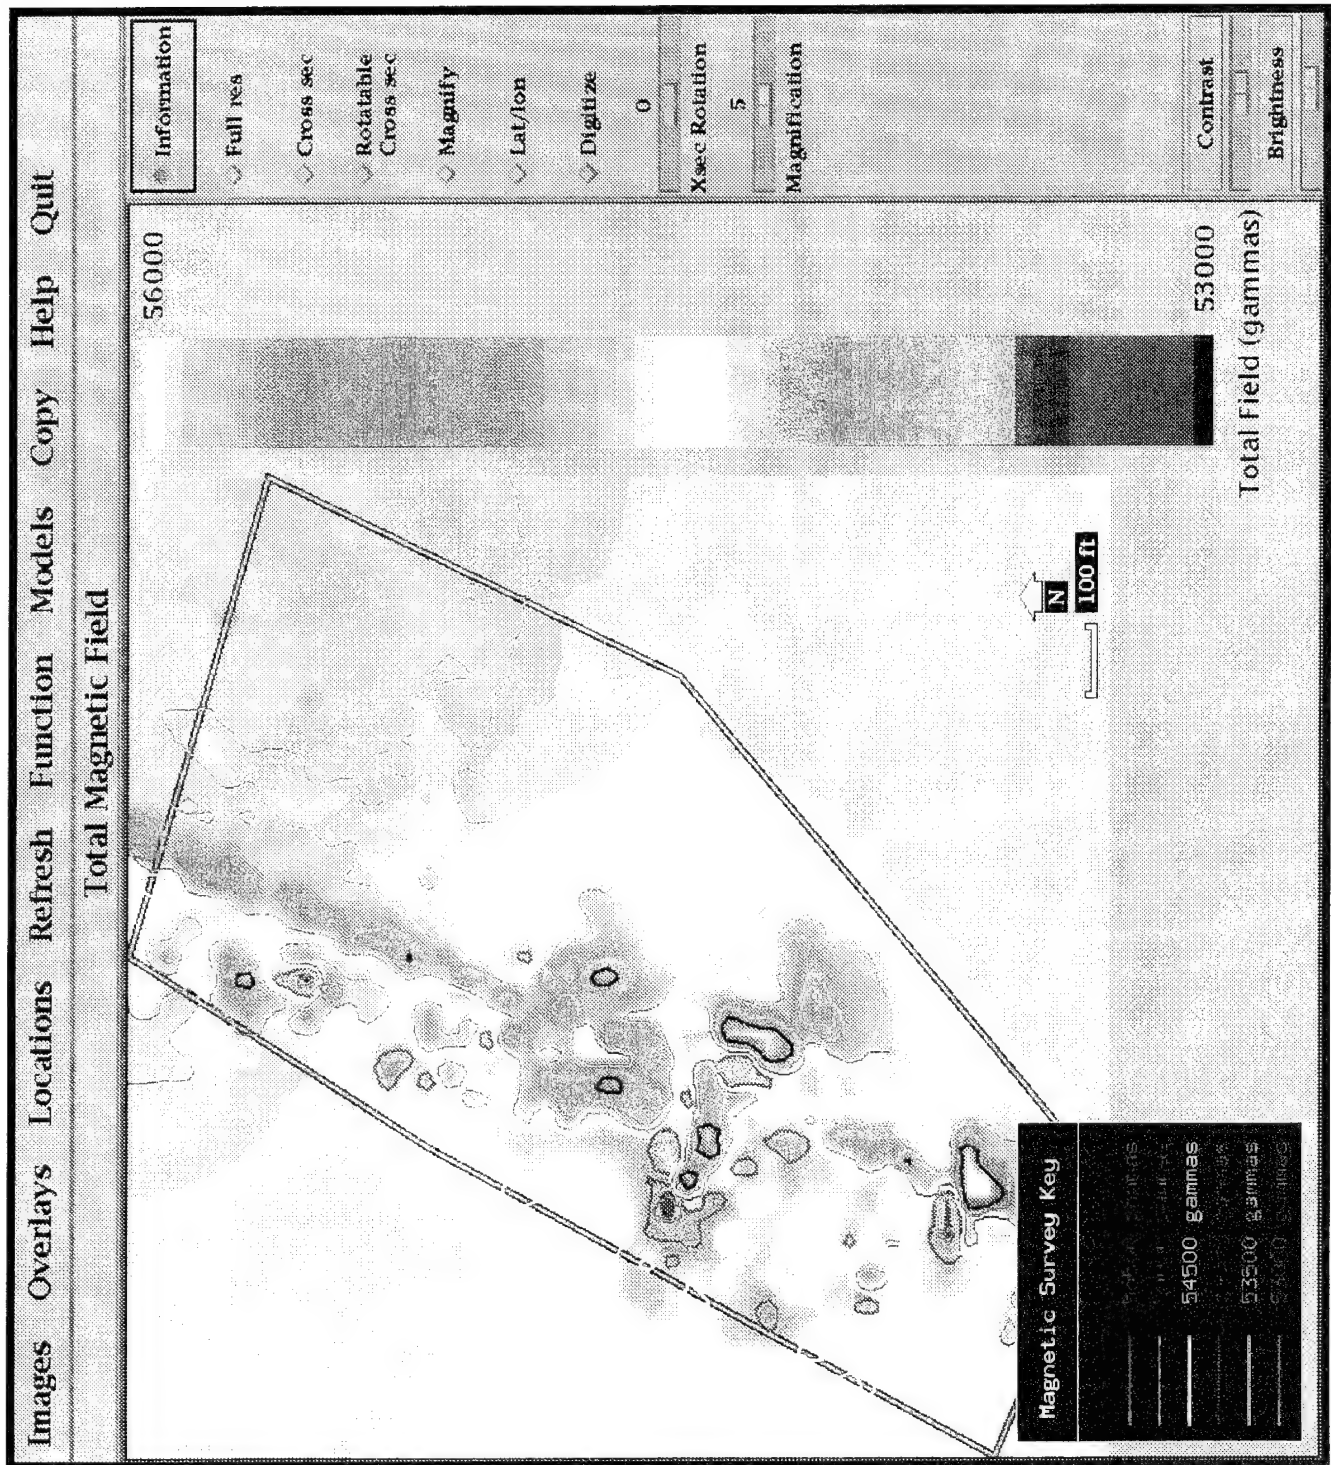 Images Overlays Locations Refresh Function Models Copy Help Quit
Total Magnetic Field
Information
Full res
Cross sec
Rotatable
Cross sec
Magnify
Lat/lon
Digitize
0
Xsec Rotation
5
Magnification
Contrast
Brightness
56000
53000
Total Field (gammas)
N
100 ft
Magnetic Survey Key
54500 gammas
53500 gammas